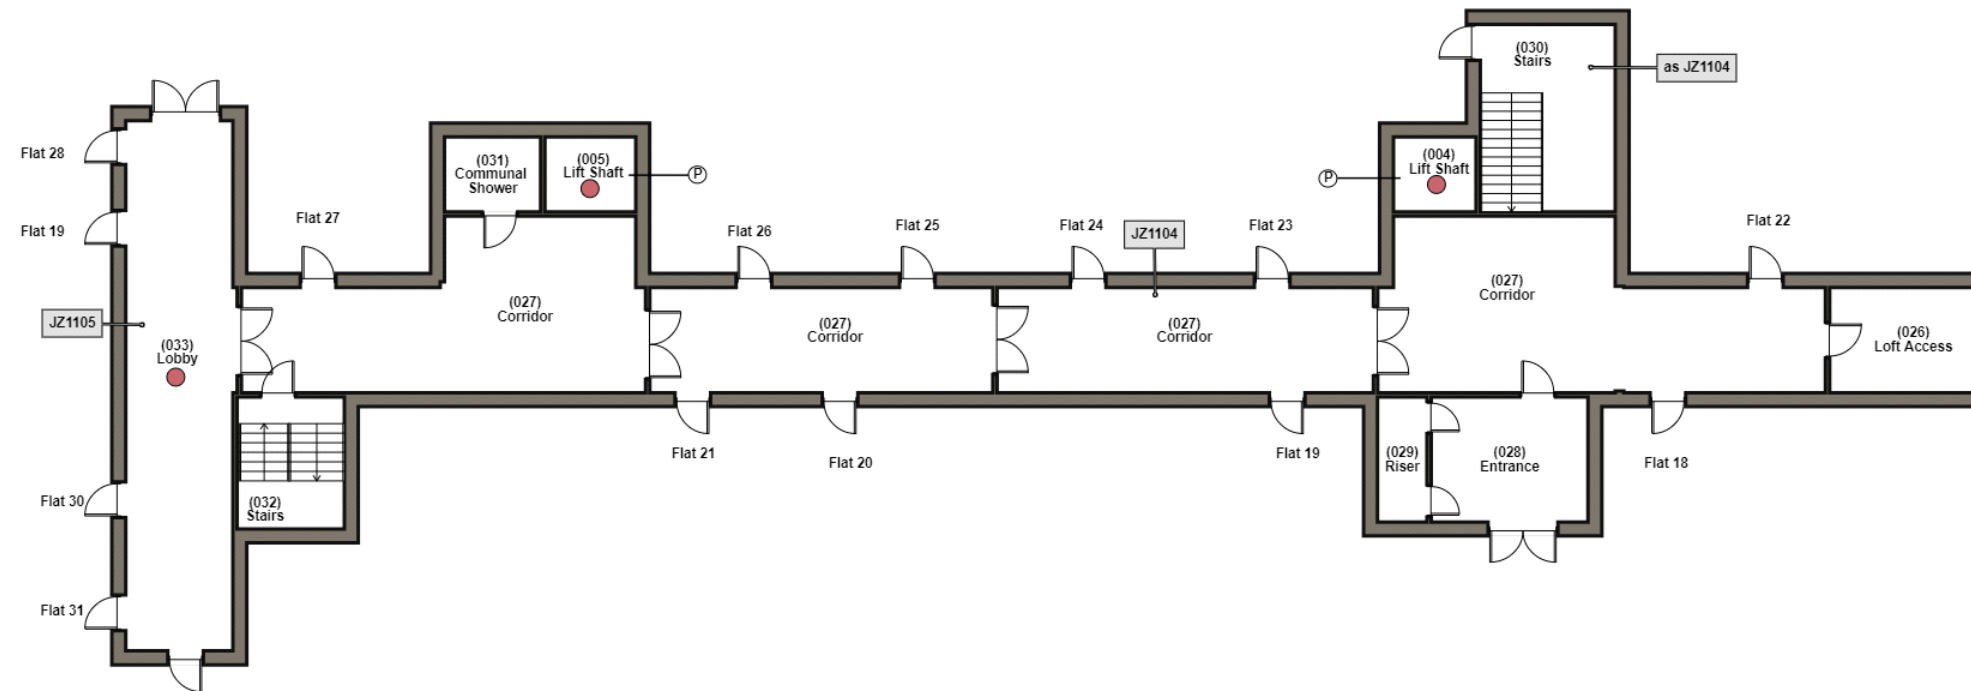 (030)
Stairs
as JZ1104
Flat 28
(031)
Communal
Shower
(005)
Lift Shaft
P
(004)
Lift Shaft
P
Flat 19
Flat 27
Flat 26
Flat 25
Flat 24
JZ1104
Flat 23
Flat 22
JZ1105
(033)
Lobby
(027)
Corridor
(027)
Corridor
(027)
Corridor
(027)
Corridor
(026)
Loft Access
Flat 30
(032)
Stairs
Flat 21
Flat 20
Flat 19
(029)
Riser
(028)
Entrance
Flat 18
Flat 31